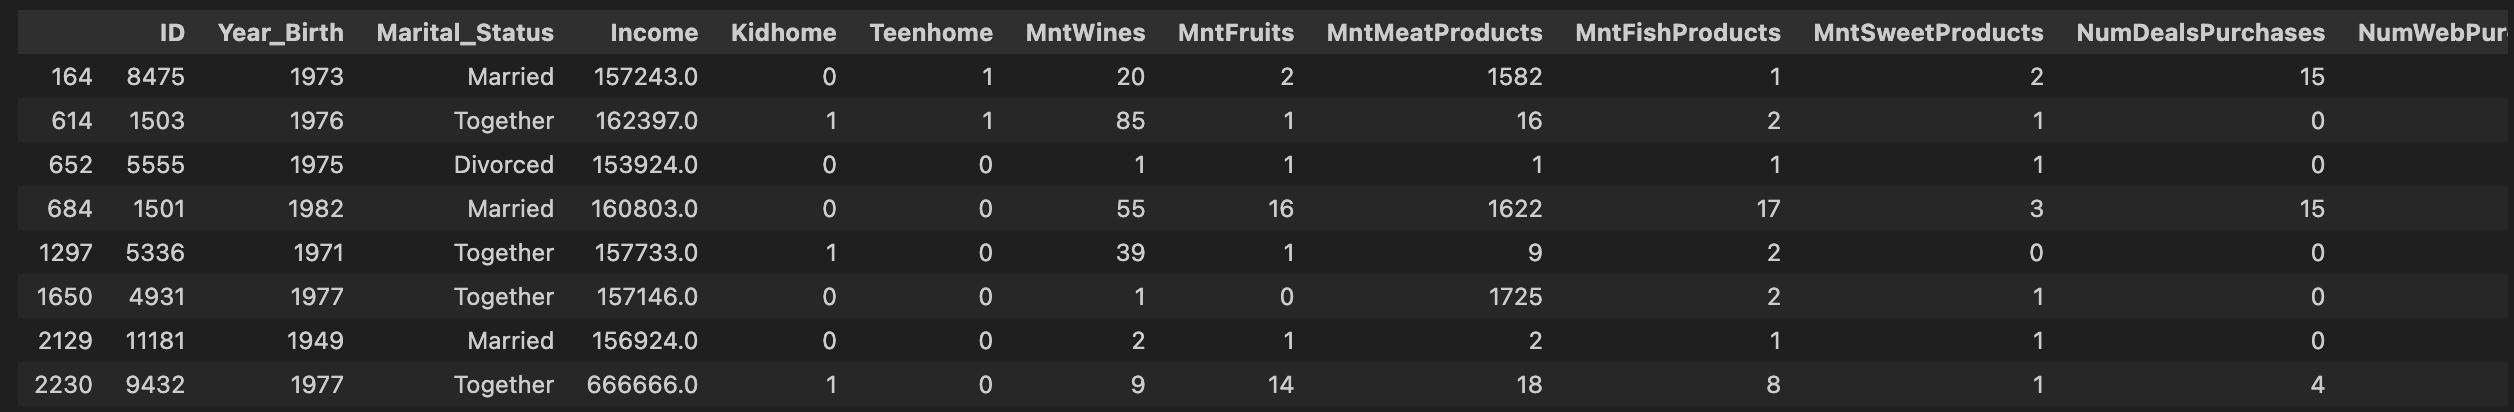 ID Year_Birth Marital_Status Income Kidhome Teenhome MntWines MntFruits MntMeatProducts MntFishProducts MntSweetProducts NumDealsPurchases NumWebPur
164 8475 1973 Married 157243.0 0 1 20 2 1582 1 2 15
614 1503 1976 Together 162397.0 1 1 85 1 16 2 1 0
652 5555 1975 Divorced 153924.0 0 0 1 1 1 1 1 0
684 1501 1982 Married 160803.0 0 0 55 16 1622 17 3 15
1297 5336 1971 Together 157733.0 1 0 39 1 9 2 0 0
1650 4931 1977 Together 157146.0 0 0 1 0 1725 2 1 0
2129 11181 1949 Married 156924.0 0 0 2 1 2 1 1 0
2230 9432 1977 Together 666666.0 1 0 9 14 18 8 1 4